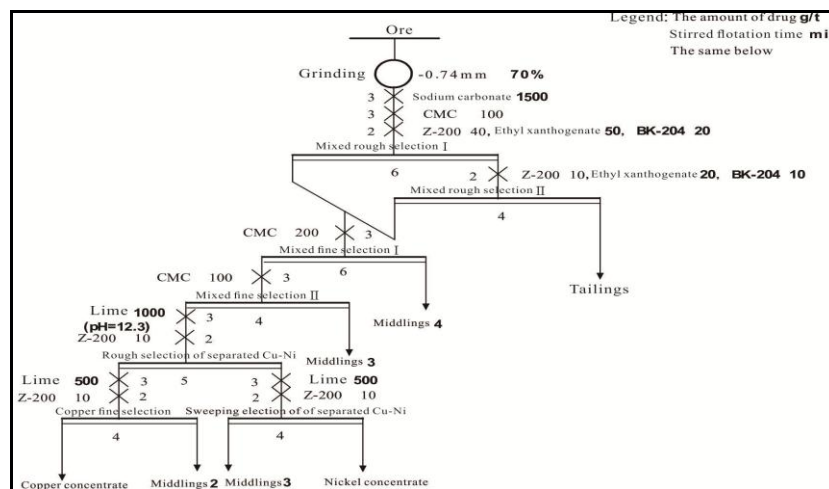 Legend: The amount of drug g/t
Stirred flotation time mi
The same below
Ore
Grinding -0.74mm 70%
3 Sodium carbonate 1500
3 CMC 100
2 Z-200 40, Ethyl xanthogenate 50, BK-204 20
Mixed rough selection I
6
2 Z-200 10, Ethyl xanthogenate 20, BK-204 10
Mixed rough selection II
4
CMC 200 3
Mixed fine selection I
6
Tailings
CMC 100 3
Mixed fine selection II
4
Middlings 4
Lime 1000 3
(pH=12.3)
Z-200 10 2
Rough selection of separated Cu-Ni
5
Middlings 3
Lime 500 3
Z-200 10 2
Copper fine selection
4
3 Lime 500
2 Z-200 10
Sweeping election of of separated Cu-Ni
4
Copper concentrate
Middlings 2
Middlings 3
Nickel concentrate